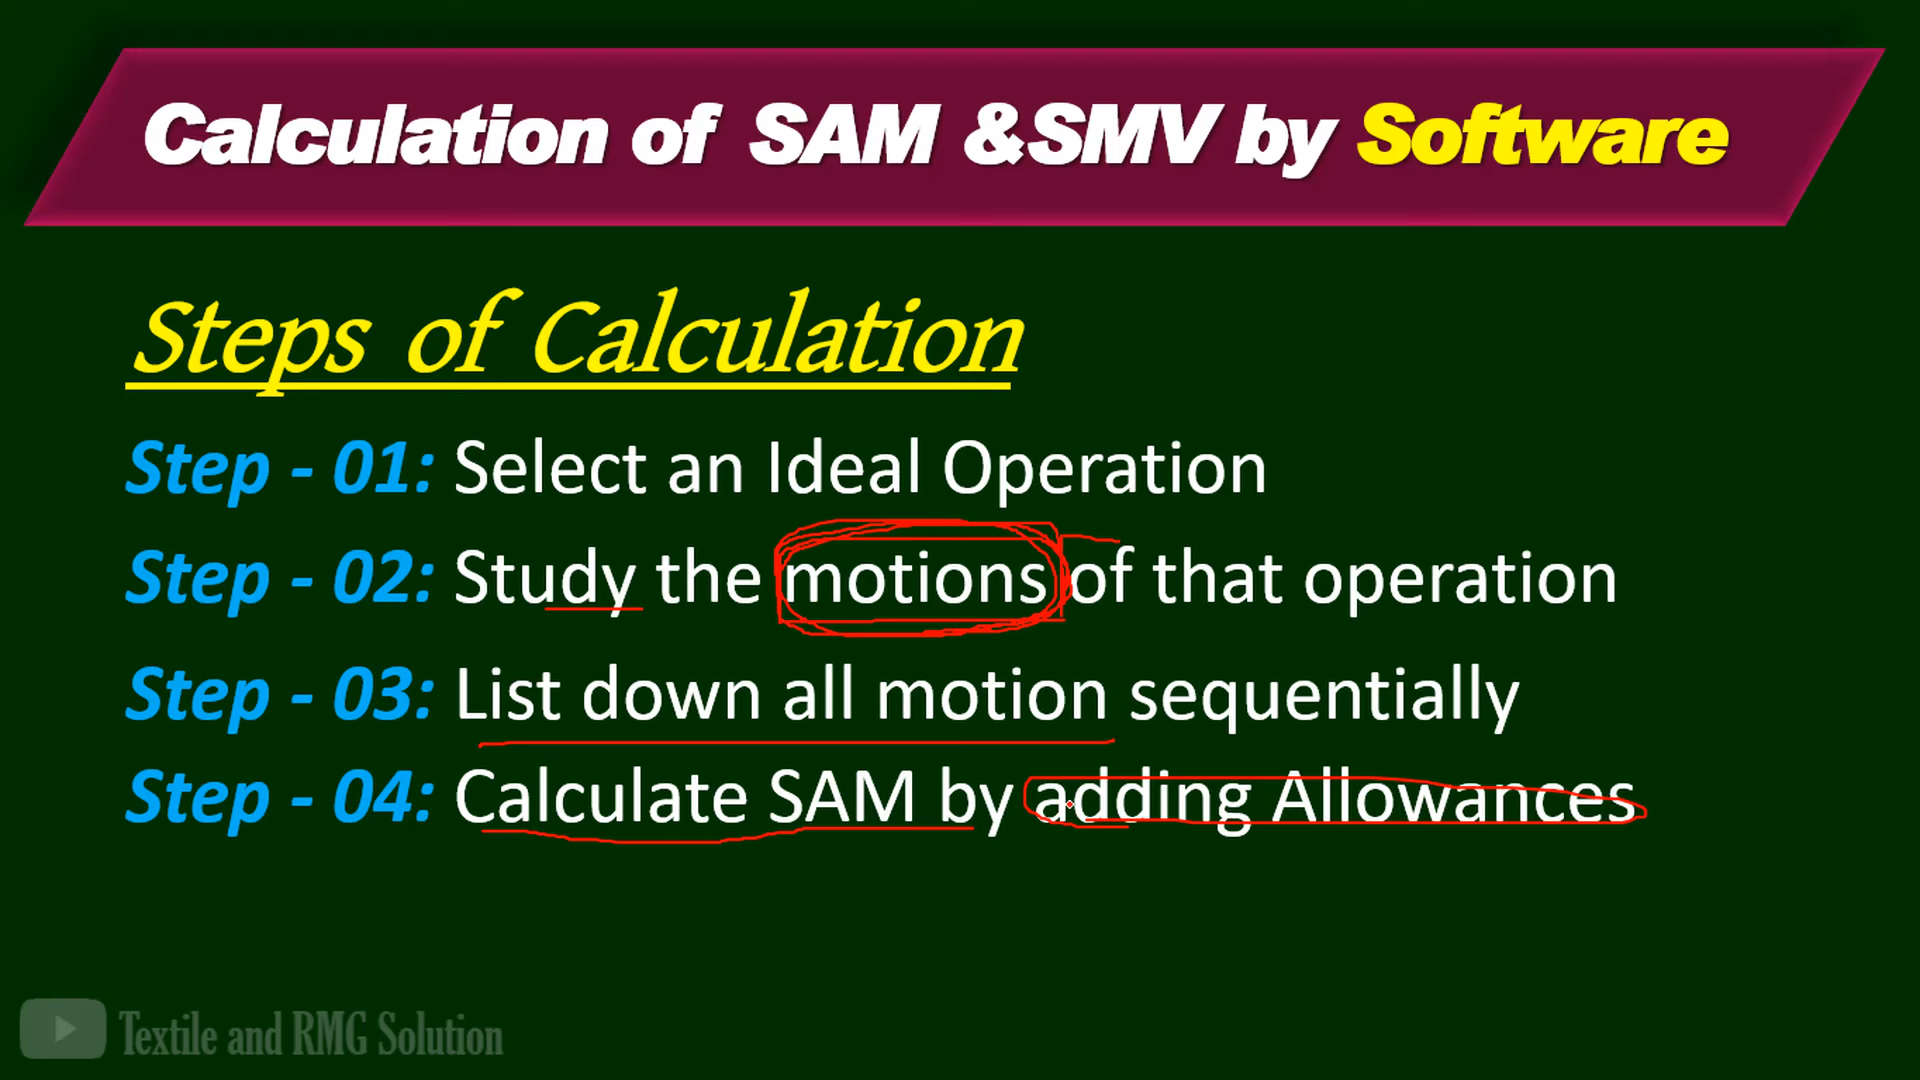 Calculation of SAM &SMV by Software
Steps of Calculation
Step - 01: Select an Ideal Operation
Step - 02: Study the motions of that operation
Step - 03: List down all motion sequentially
Step - 04: Calculate SAM by adding Allowances
Textile and RMG Solution